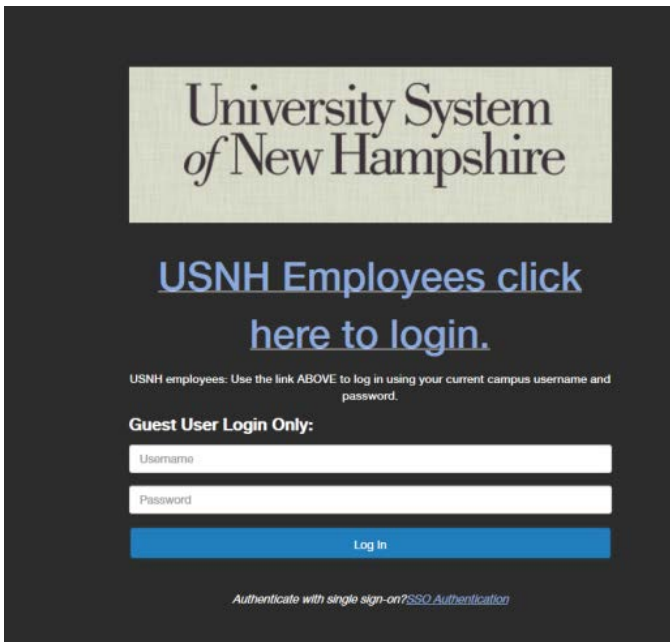 University System
of New Hampshire
USNH Employees click
here to login.
USNH employees: Use the link ABOVE to log in using your current campus username and
password.
Guest User Login Only:
Username
Password
Log In
Authenticate with single sign-on?SSO Authentication